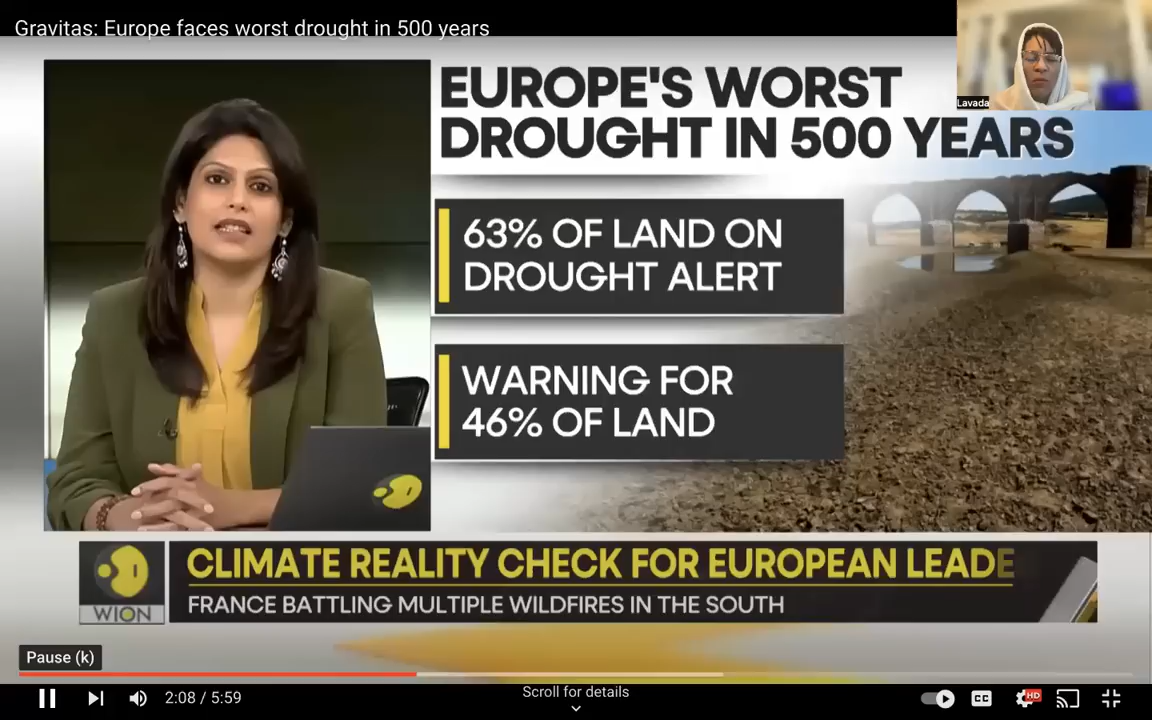 Gravitas: Europe faces worst drought in 500 years
Lavada
EUROPE'S WORST
DROUGHT IN 500 YEARS
63% OF LAND ON
DROUGHT ALERT
WARNING FOR
46% OF LAND
CLIMATE REALITY CHECK FOR EUROPEAN LEADE
WION
FRANCE BATTLING MULTIPLE WILDFIRES IN THE SOUTH
Pause (k)
2:08 / 5:59
Scroll for details
CC
HD